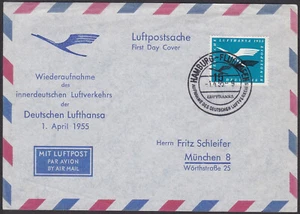 Luftpostsache
First Day Cover
LUFTHANSA 1955
HAMBURG-FLUGHAFEN
Wiederaufnahme
des
innerdeutschen Luftverkehrs
der
Deutschen Lufthansa
1. April 1955
MIT LUFTPOST
PAR AVION
BY AIR MAIL
Herrn Fritz Schleifer
München 8
Wörthstraße 25